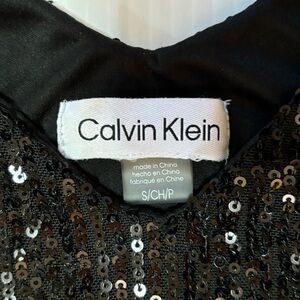 Calvin Klein
made in China
hecho en China
fabriqué en Chine
S/CH/P